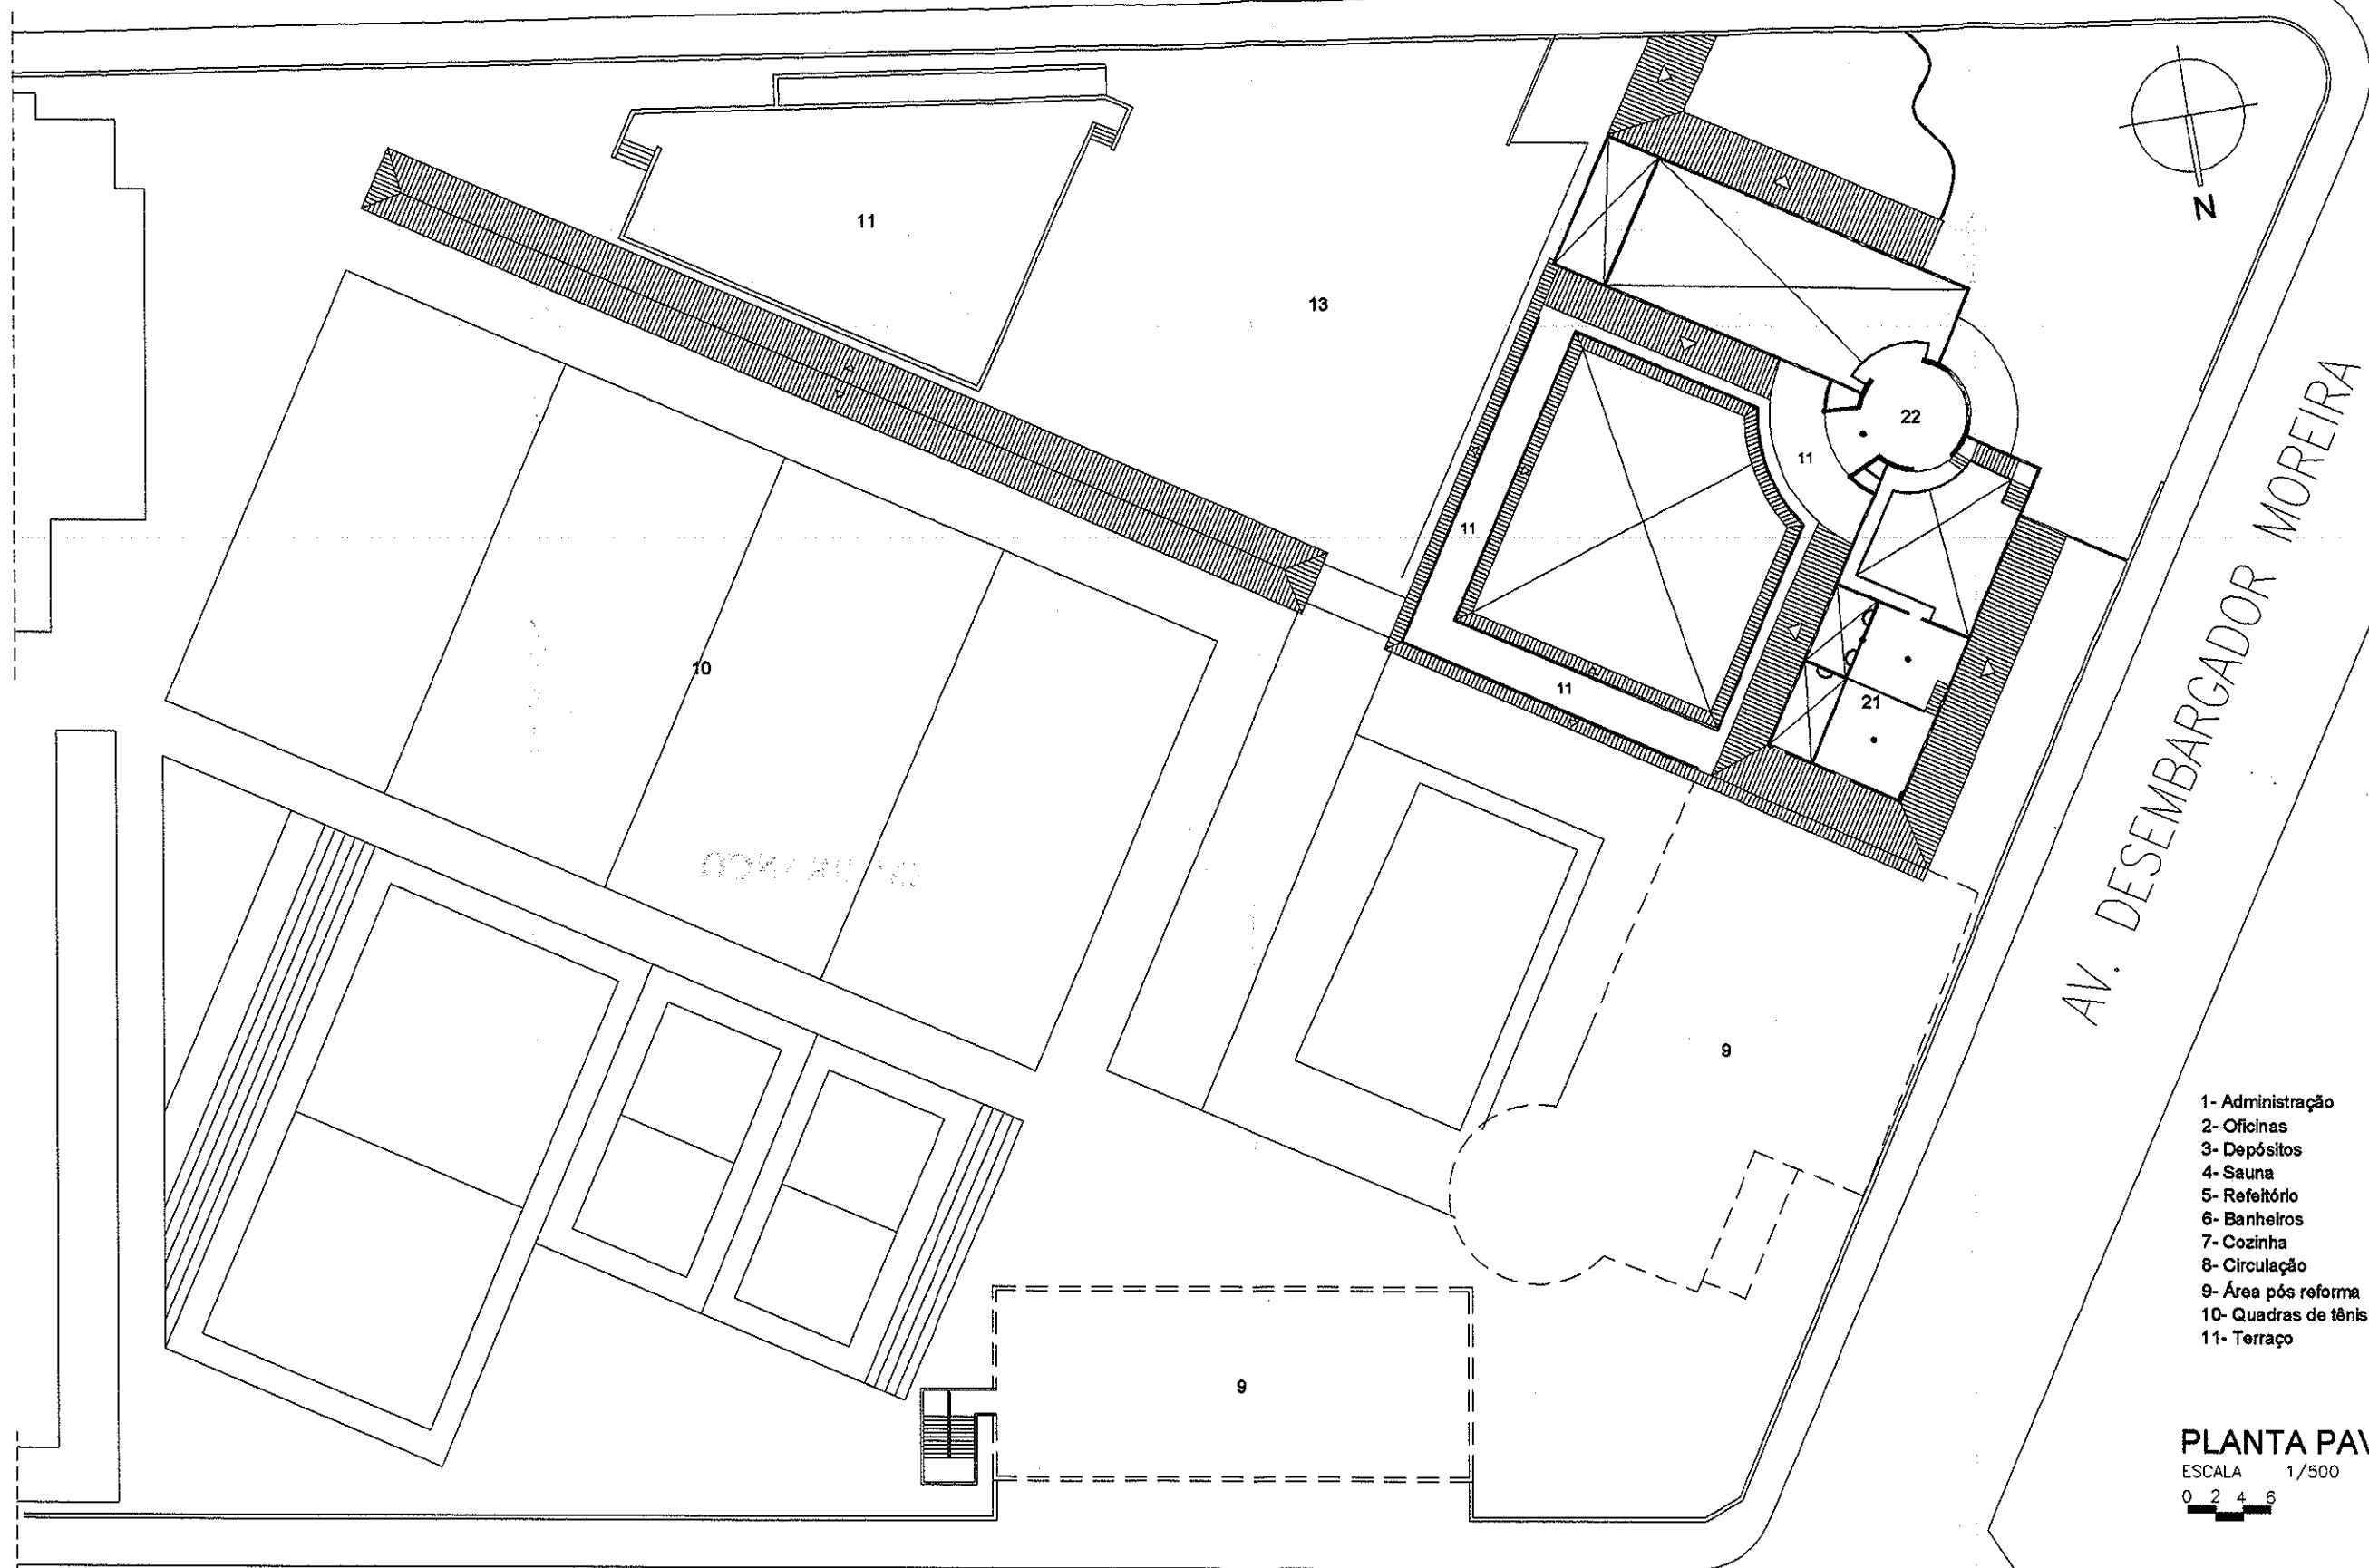 N
11
13
22
11
11
10
11
21
AV. DESEMBARGADOR MOREIRA
9
9
1- Administração
2- Oficinas
3- Depósitos
4- Sauna
5- Refeitório
6- Banheiros
7- Cozinha
8- Circulação
9- Área pós reforma
10- Quadras de tênis
11- Terraço
PLANTA
ESCALA 1/500
0 2 4 6